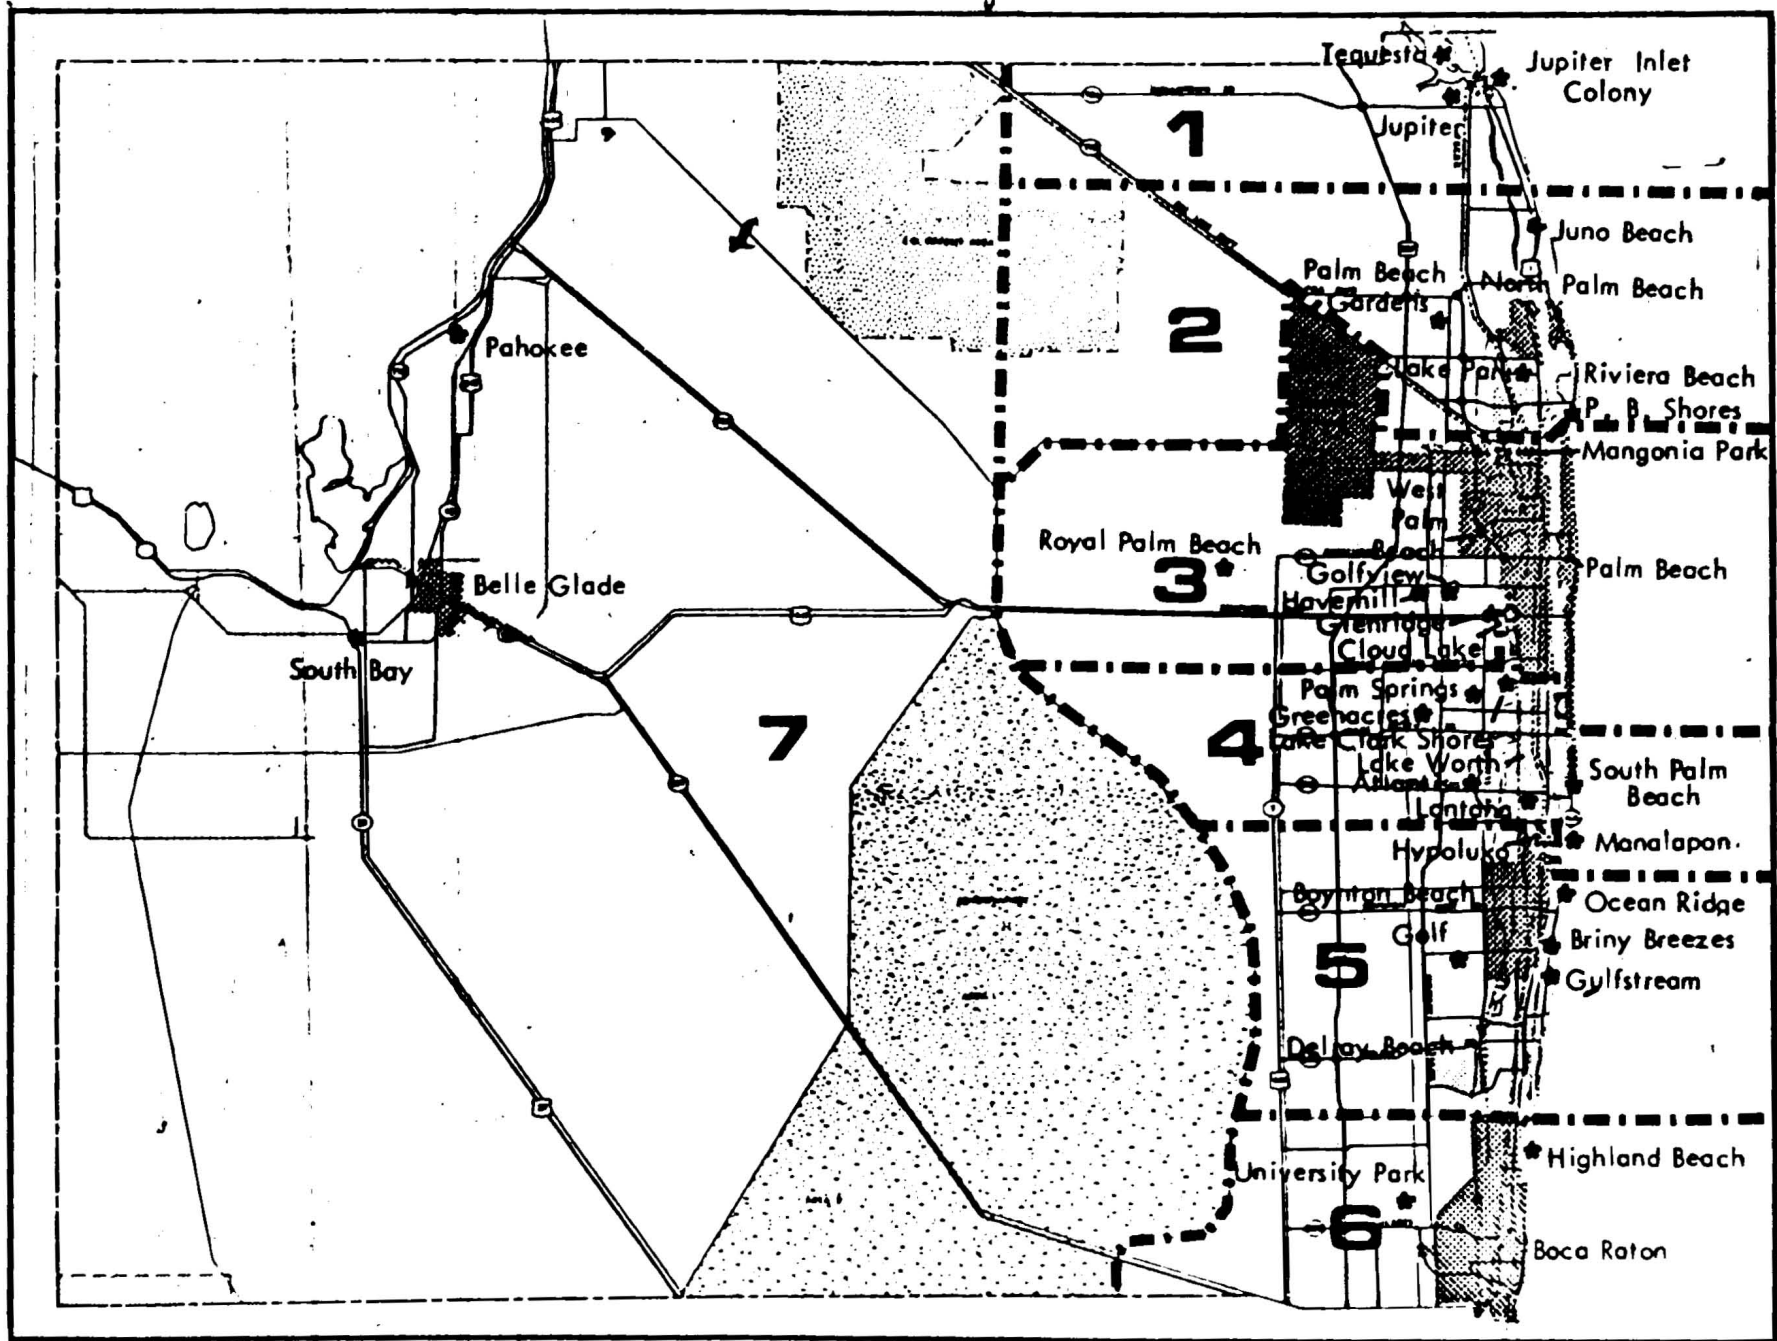 Tequesta
Jupiter Inlet
Colony
Jupiter
1
Juno Beach
Palm Beach
Gardens
North Palm Beach
2
Pahokee
Lake Park
Riviera Beach
P. B. Shores
Mangonia Park
West
Palm
Beach
Royal Palm Beach
3
Golfview
Palm Beach
Belle Glade
Haverhill
Glenridge
Cloud Lake
South Bay
Palm Springs
Greenacres
7
4
Lake Clark Shores
Lake Worth
South Palm
Beach
Atlantis
Lantana
Manalapan.
Hypoluxo
Boynton Beach
Ocean Ridge
Golf
Briny Breezes
5
Gulfstream
Delray Beach
Highland Beach
University Park
6
Boca Raton